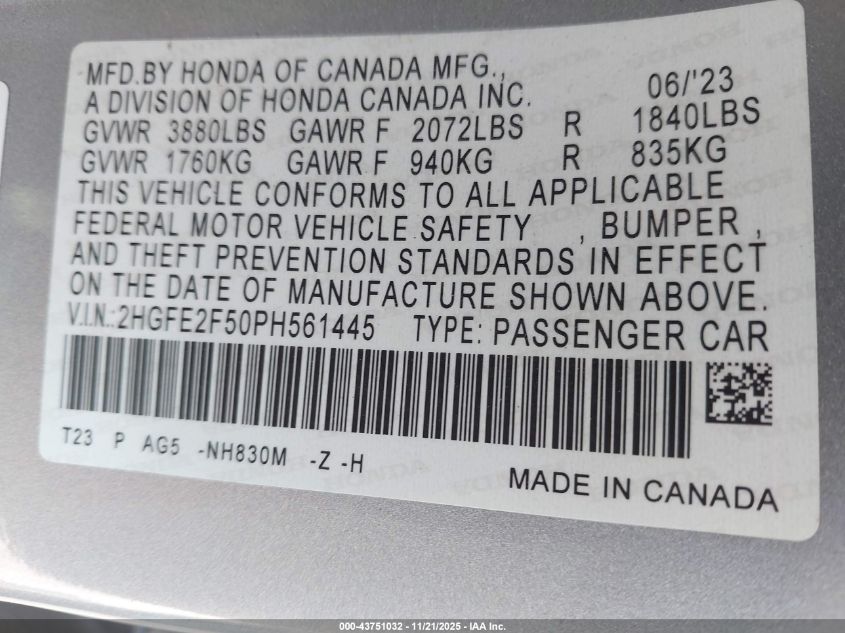 MFD.BY HONDA OF CANADA MFG.,
A DIVISION OF HONDA CANADA INC. 06/'23
GVWR 3880LBS GAWR F 2072LBS R 1840LBS
GVWR 1760KG GAWR F 940KG R 835KG
THIS VEHICLE CONFORMS TO ALL APPLICABLE
FEDERAL MOTOR VEHICLE SAFETY , BUMPER ,
AND THEFT PREVENTION STANDARDS IN EFFECT
ON THE DATE OF MANUFACTURE SHOWN ABOVE.
V.I.N.:2HGFE2F50PH561445 TYPE: PASSENGER CAR
T23 P AG5 -NH830M -Z -H
MADE IN CANADA
000-43751032 - 11/21/2025 - IAA Inc.